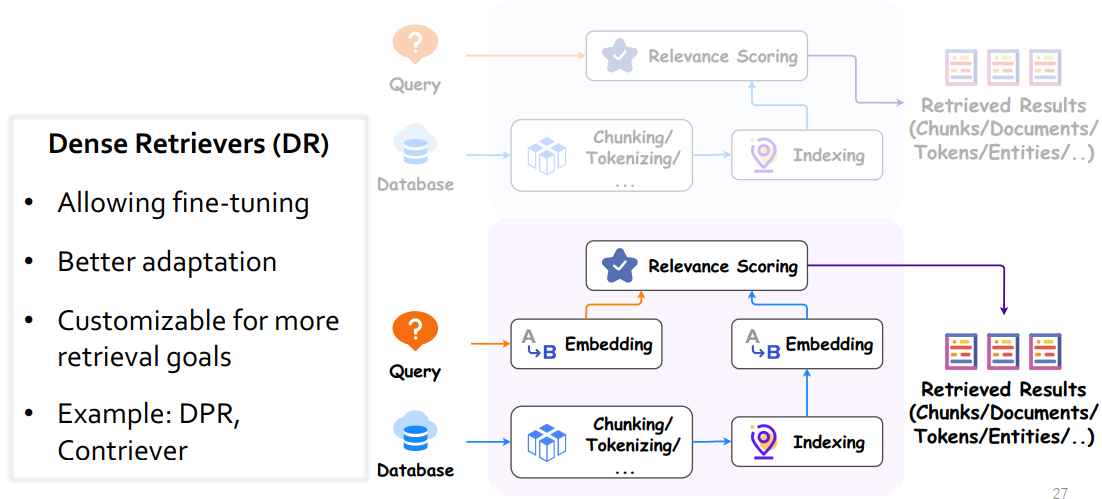 Dense Retrievers (DR)
• Allowing fine-tuning
• Better adaptation
• Customizable for more
retrieval goals
• Example: DPR,
Contriever
Query
Relevance Scoring
Database
Chunking/
Tokenizing/
...
Indexing
Retrieved Results
(Chunks/Documents/
Tokens/Entities/..)
Relevance Scoring
Query
A
B
Embedding
A
B
Embedding
Database
Chunking/
Tokenizing/
...
Indexing
Retrieved Results
(Chunks/Documents/
Tokens/Entities/..)
27